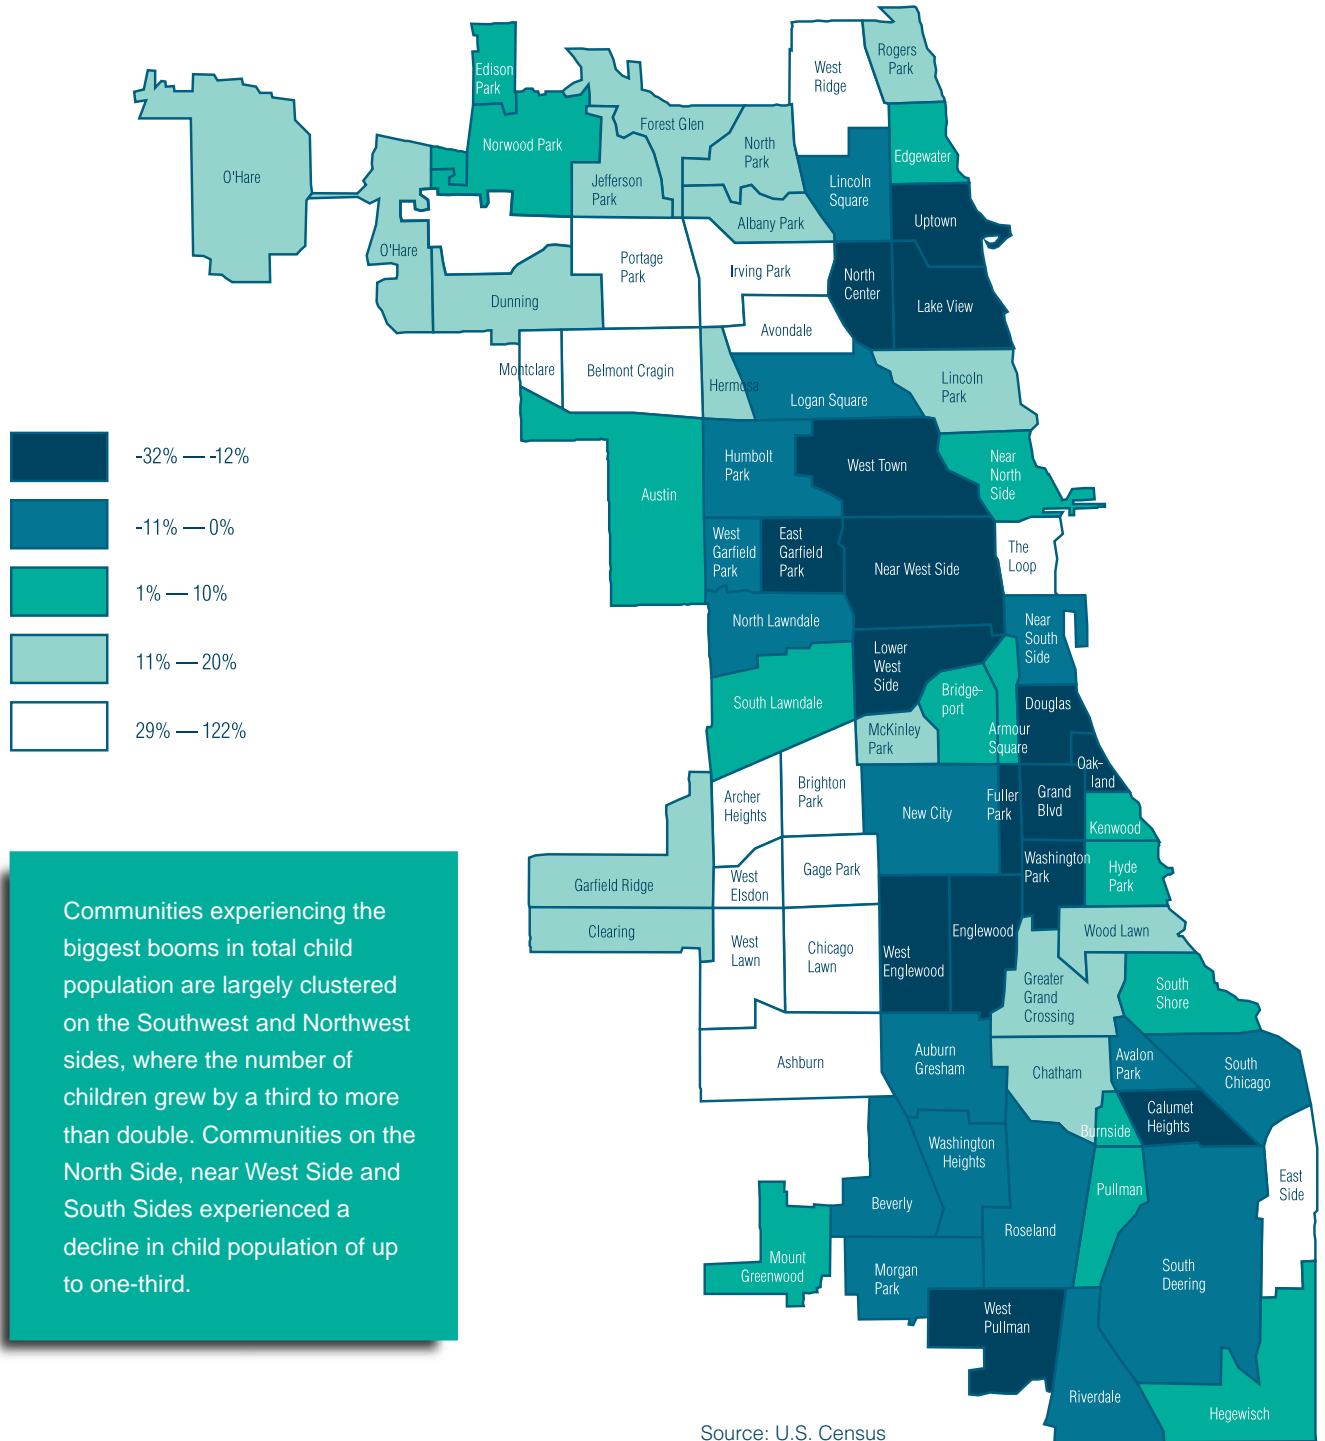 Rogers
Park
West
Ridge
Edison
Park
Forest Glen
Norwood Park
North
Park
Edgewater
O'Hare
Jefferson
Park
Lincoln
Square
Albany Park
Uptown
O'Hare
Portage
Park
Irving Park
North
Center
Lake View
Dunning
Avondale
Montclare
Belmont Cragin
Hermosa
Lincoln
Park
Logan Square
-32% — -12%
-11% — 0%
1% — 10%
11% — 20%
29% — 122%
Humbolt
Park
West Town
Near
North
Side
Austin
West
Garfield
Park
East
Garfield
Park
Near West Side
The
Loop
North Lawndale
Near
South
Side
Lower
West
Side
South Lawndale
Bridge-
port
Douglas
McKinley
Park
Armour
Square
Oak-
land
Archer
Heights
Brighton
Park
New City
Fuller
Park
Grand
Blvd
Kenwood
Washington
Park
Hyde
Park
Gage Park
West
Elsdon
Garfield Ridge
Clearing
West
Lawn
Chicago
Lawn
West
Englewood
Englewood
Wood Lawn
Greater
Grand
Crossing
South
Shore
Ashburn
Auburn
Gresham
Chatham
Avalon
Park
South
Chicago
Calumet
Heights
Burnside
Washington
Heights
Beverly
Pullman
East
Side
Roseland
Mount
Greenwood
Morgan
Park
South
Deering
West
Pullman
Riverdale
Hegewisch
Communities experiencing the
biggest booms in total child
population are largely clustered
on the Southwest and Northwest
sides, where the number of
children grew by a third to more
than double. Communities on the
North Side, near West Side and
South Sides experienced a
decline in child population of up
to one-third.
Source: U.S. Census